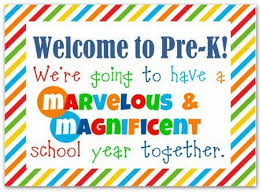 Welcome to Pre-K!
We're going to have a
MARVELOUS &
MAGNIFICENT
school year together.